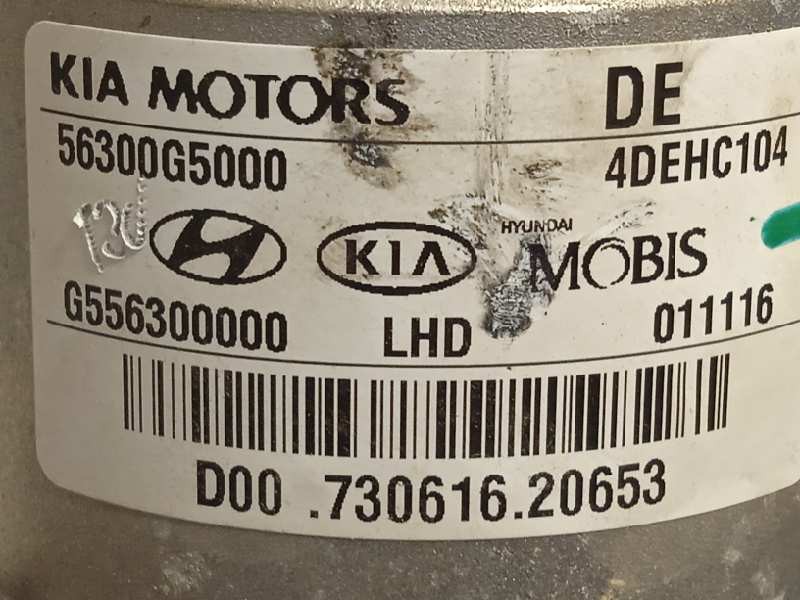 KIA MOTORS DE
56300G5000 4DEHC104
KIA HYUNDAI MOBIS
G556300000 LHD 011116
D00 .730616.20653